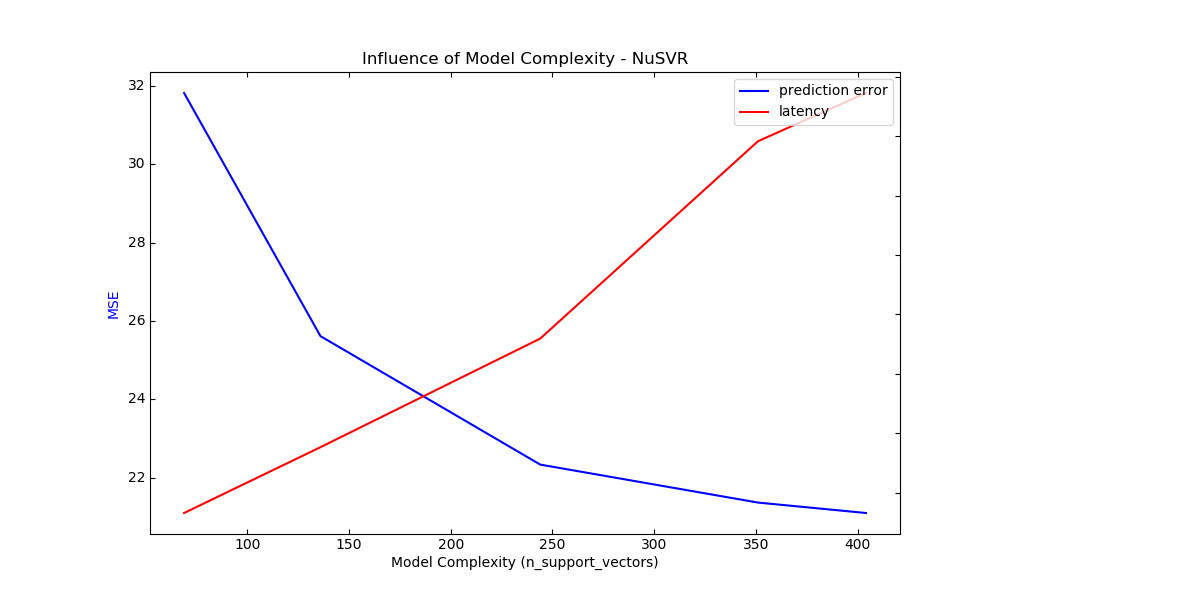 Influence of Model Complexity - NuSVR
prediction error
latency
MSE
32
30
28
26
24
22
100 150 200 250 300 350 400
Model Complexity (n_support_vectors)